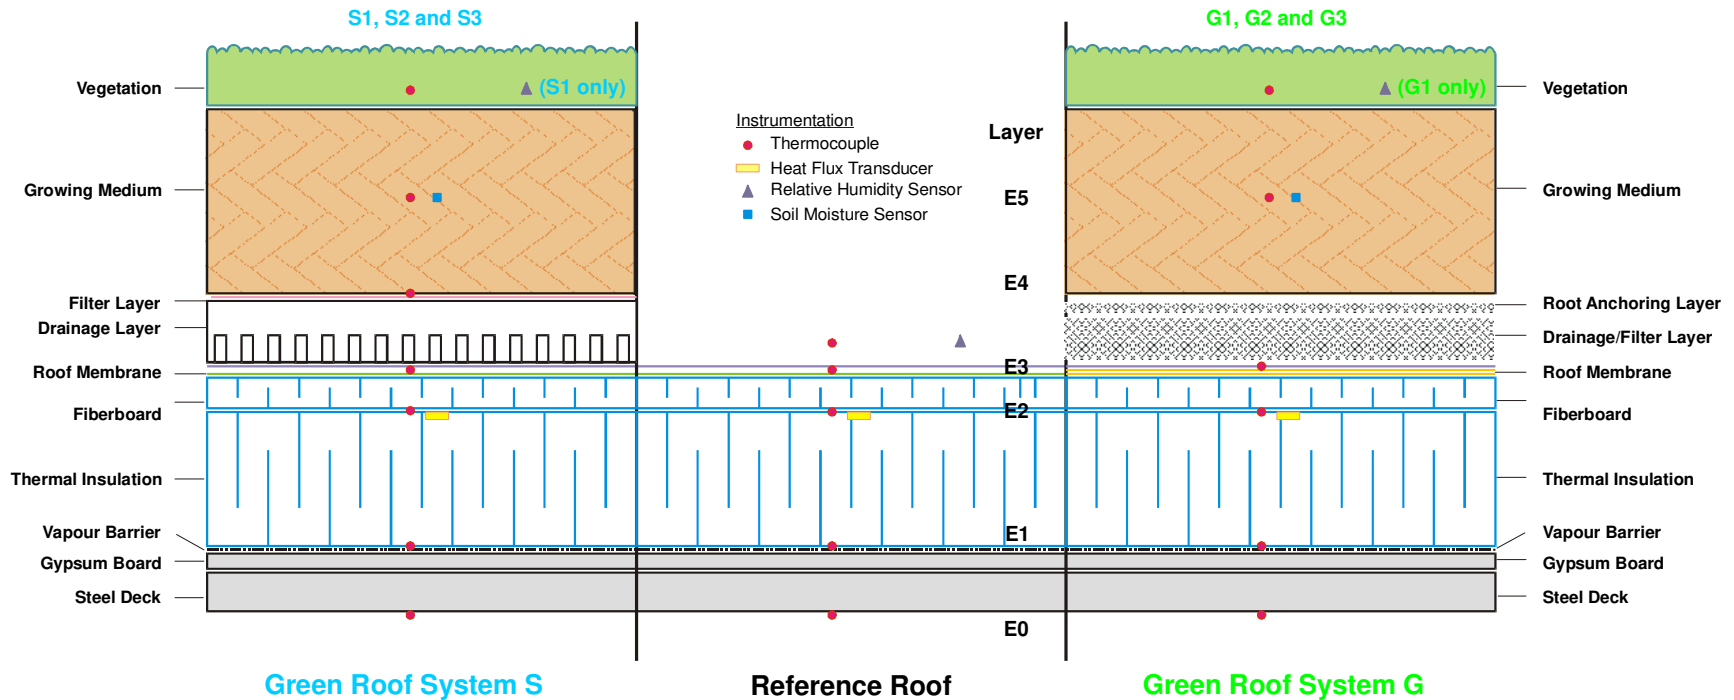 S1, S2 and S3
G1, G2 and G3
Vegetation
(S1 only)
(G1 only)
Vegetation
Instrumentation
Thermocouple
Heat Flux Transducer
Relative Humidity Sensor
Soil Moisture Sensor
Layer
Growing Medium
E5
Growing Medium
E4
Filter Layer
Root Anchoring Layer
Drainage Layer
Drainage/Filter Layer
Roof Membrane
E3
Roof Membrane
Fiberboard
E2
Fiberboard
Thermal Insulation
Thermal Insulation
Vapour Barrier
E1
Vapour Barrier
Gypsum Board
Gypsum Board
Steel Deck
Steel Deck
E0
Green Roof System S
Reference Roof
Green Roof System G